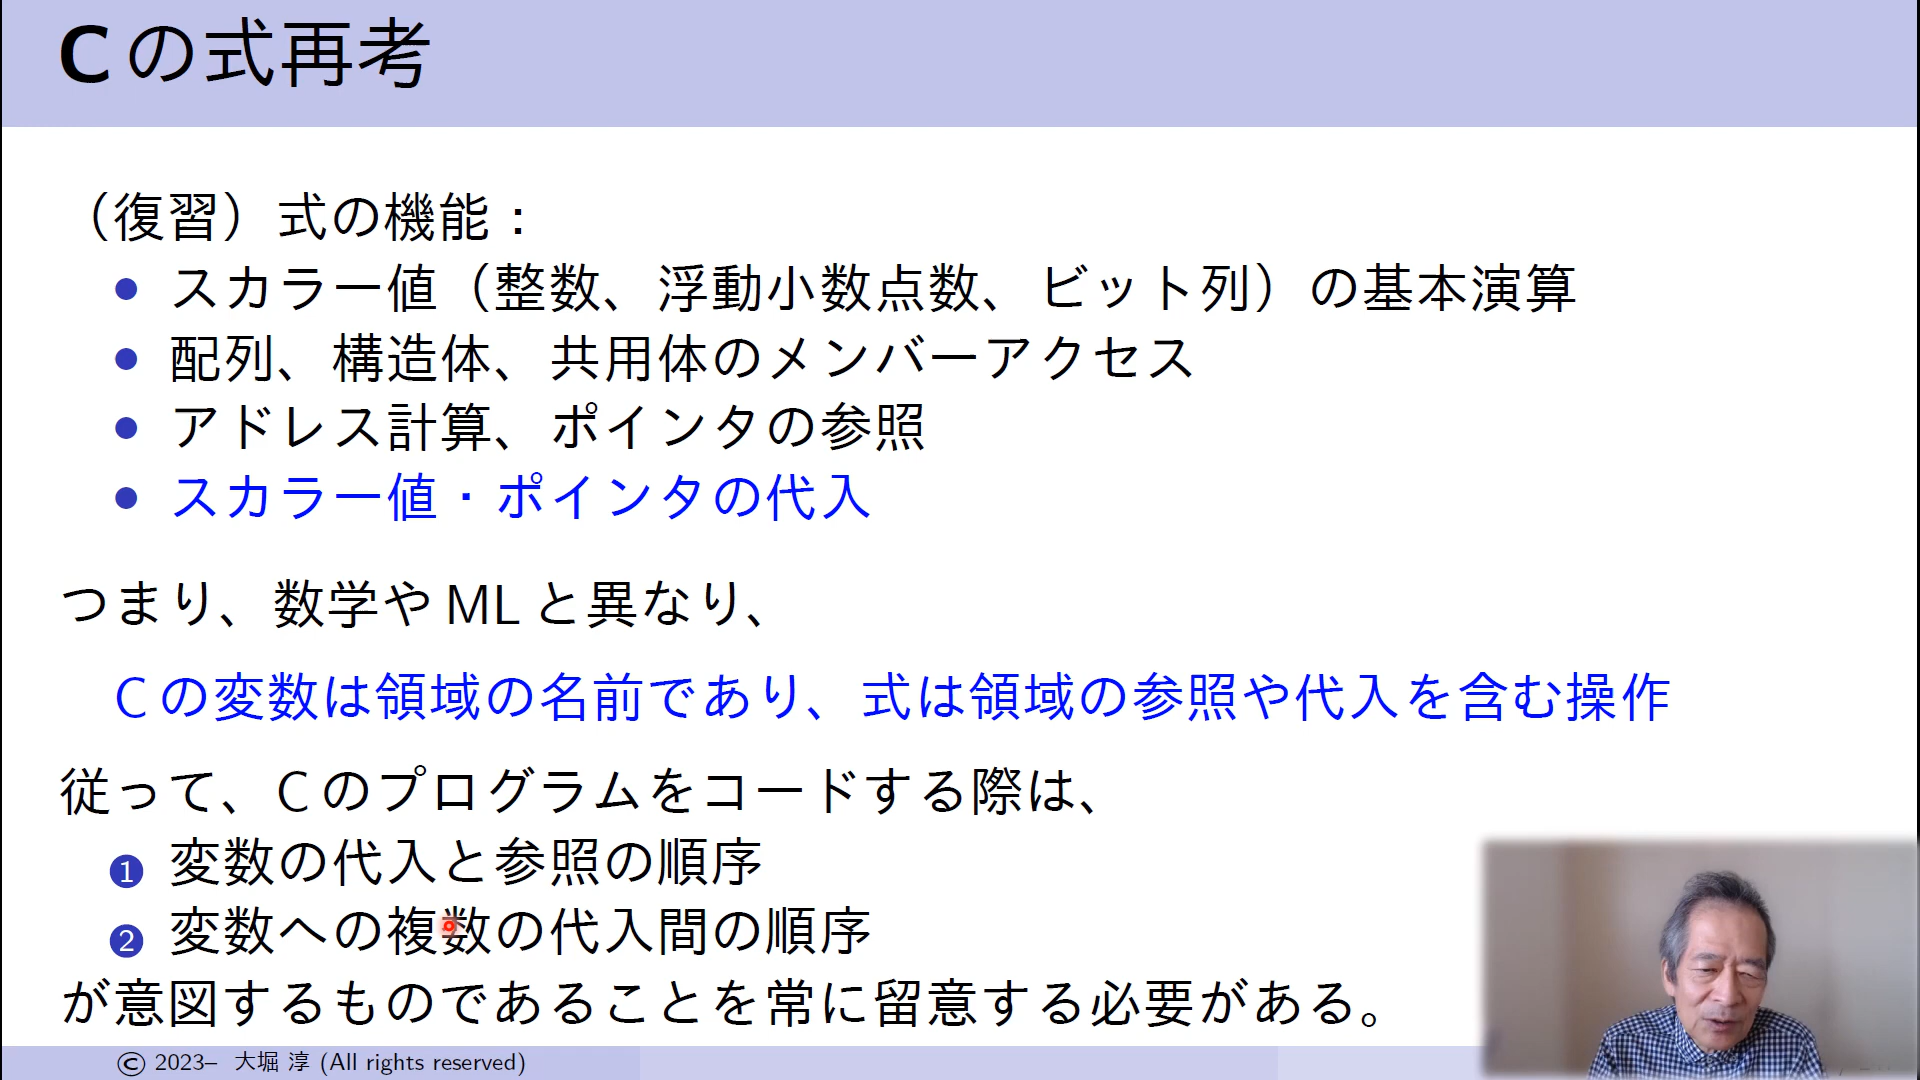 Cの式再考
（復習）式の機能：
● スカラー値（整数、浮動小数点数、ビット列）の基本演算
● 配列、構造体、共用体のメンバーアクセス
● アドレス計算、ポインタの参照
● スカラー値・ポインタの代入
つまり、数学やMLと異なり、
Cの変数は領域の名前であり、式は領域の参照や代入を含む操作
従って、Cのプログラムをコードする際は、
❶ 変数の代入と参照の順序
❷ 変数への複数の代入間の順序
が意図するものであることを常に留意する必要がある。
© 2023– 大堀 淳 (All rights reserved)